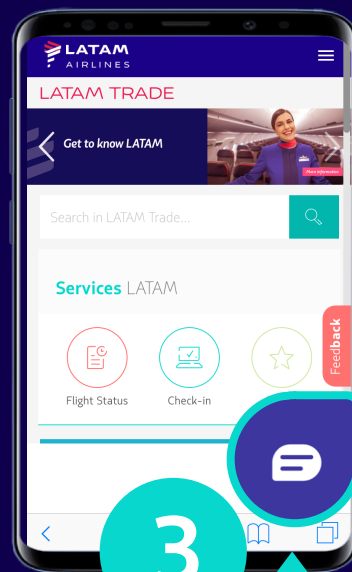 LATAM
AIRLINES
LATAM TRADE
Get to know LATAM
More information
Search in LATAM Trade...
Services LATAM
Feedback
Flight Status
Check-in
3